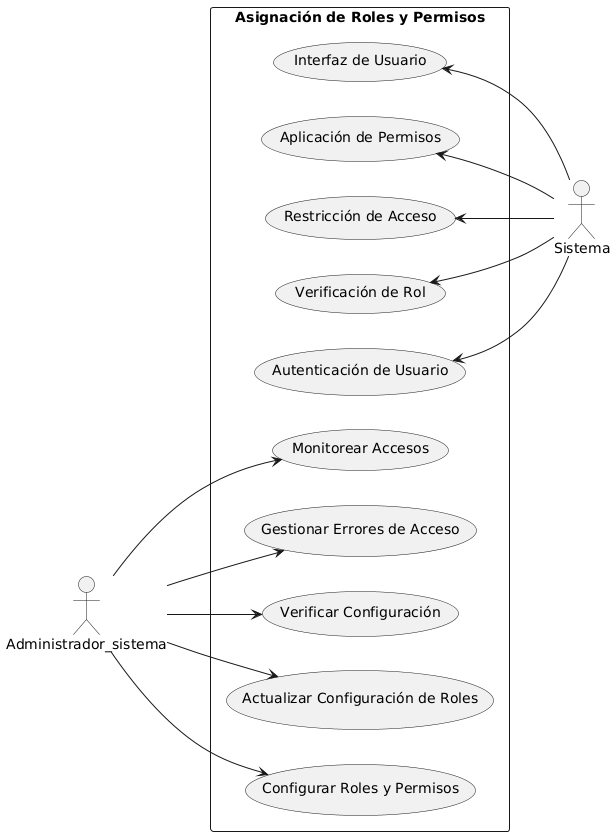 Asignación de Roles y Permisos
Interfaz de Usuario
Aplicación de Permisos
Restricción de Acceso
Sistema
Verificación de Rol
Autenticación de Usuario
Monitorear Accesos
Gestionar Errores de Acceso
Verificar Configuración
Administrador_sistema
Actualizar Configuración de Roles
Configurar Roles y Permisos